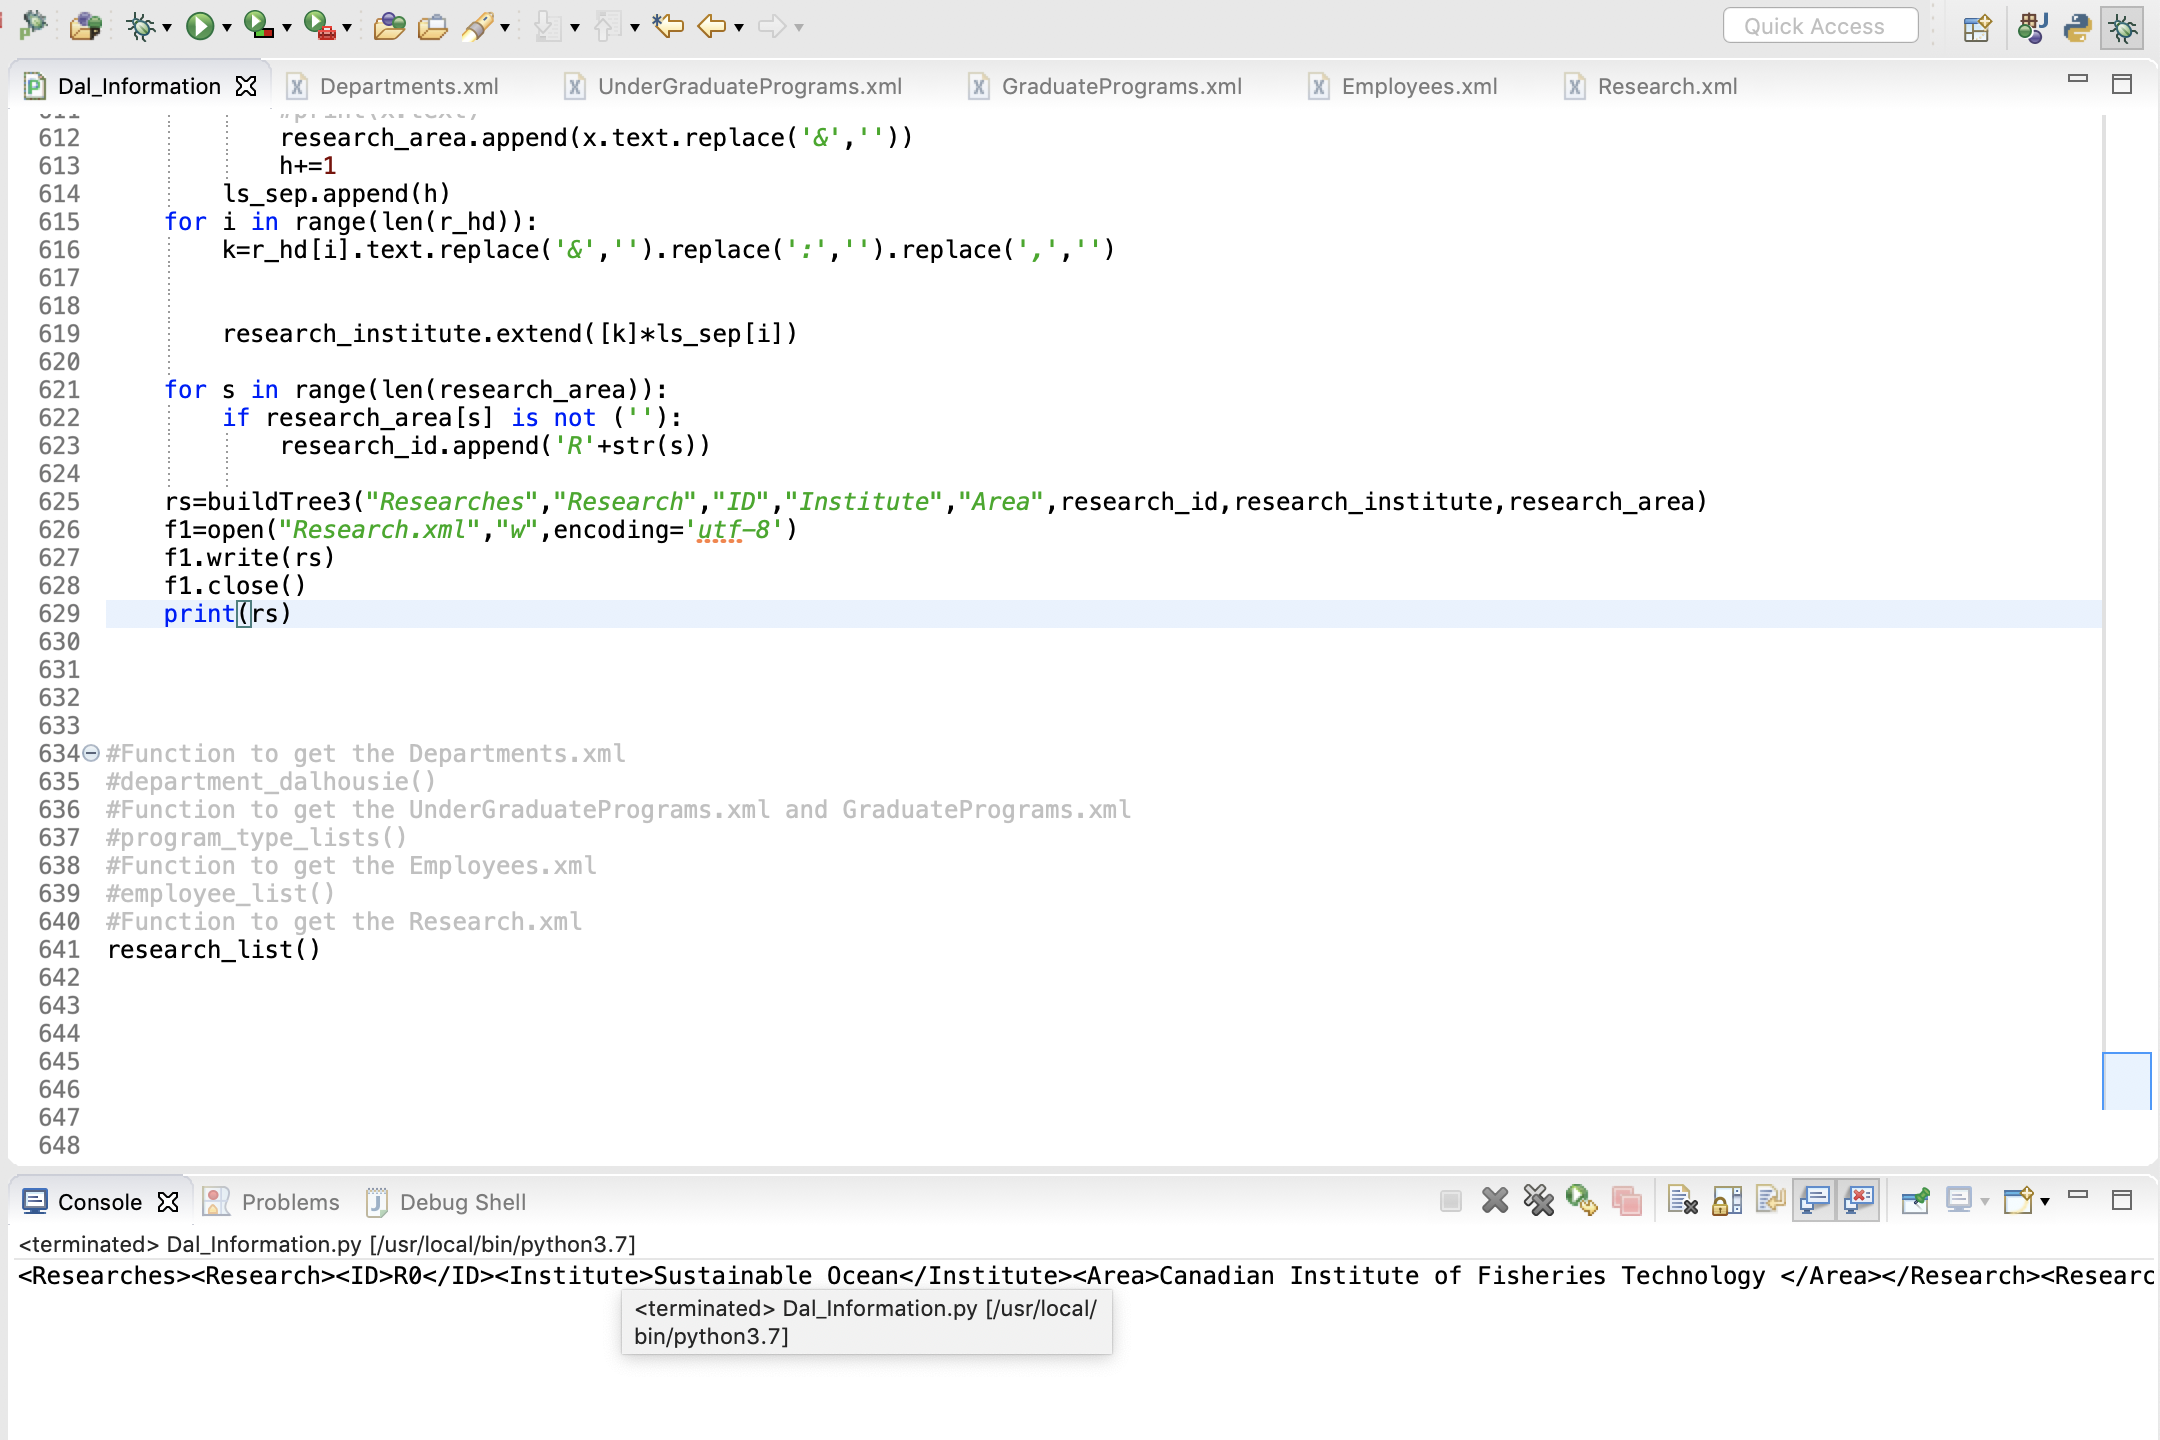 Quick Access
Dal_Information Departments.xml UnderGraduatePrograms.xml GraduatePrograms.xml Employees.xml Research.xml
611 #print(x.text)
612 research_area.append(x.text.replace('&',''))
613 h+=1
614 ls_sep.append(h)
615 for i in range(len(r_hd)):
616 k=r_hd[i].text.replace('&','').replace(':','').replace(',','')
617
618
619 research_institute.extend([k]*ls_sep[i])
620
621 for s in range(len(research_area)):
622 if research_area[s] is not (''):
623 research_id.append('R'+str(s))
624
625 rs=buildTree3("Researches","Research","ID","Institute","Area",research_id,research_institute,research_area)
626 f1=open("Research.xml","w",encoding='utf-8')
627 f1.write(rs)
628 f1.close()
629 print(rs)
630
631
632
633
634 #Function to get the Departments.xml
635 #department_dalhousie()
636 #Function to get the UnderGraduatePrograms.xml and GraduatePrograms.xml
637 #program_type_lists()
638 #Function to get the Employees.xml
639 #employee_list()
640 #Function to get the Research.xml
641 research_list()
642
643
644
645
646
647
648
Console Problems Debug Shell
<terminated> Dal_Information.py [/usr/local/bin/python3.7]
<Researches><Research><ID>R0</ID><Institute>Sustainable Ocean</Institute><Area>Canadian Institute of Fisheries Technology </Area></Research><Researc
<terminated> Dal_Information.py [/usr/local/
bin/python3.7]